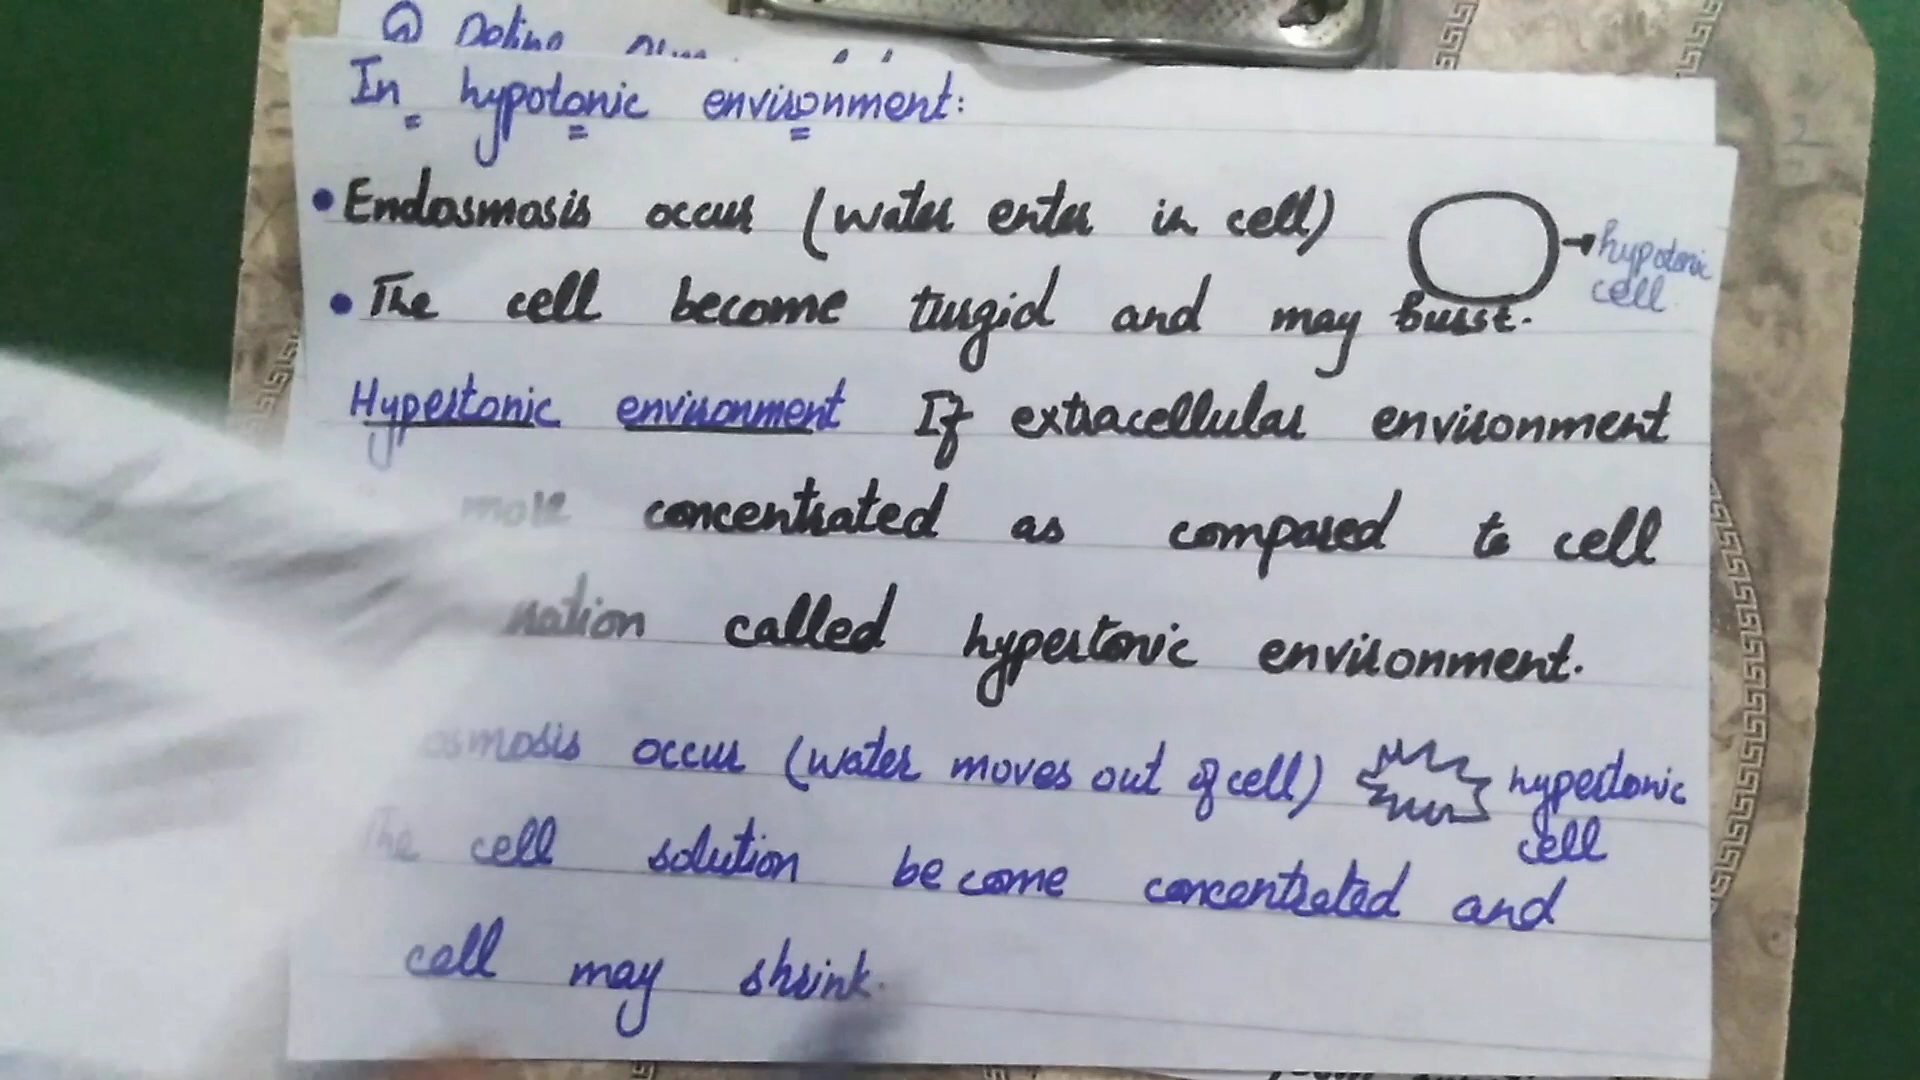 In hypotonic environment:
• Endosmosis occur (water enter in cell)
→ hypotonic
cell
• The cell become turgid and may burst.
Hypertonic environment If extracellular environment
more concentrated as compared to cell
called hypertonic environment.
occur (water moves out of cell) hypertonic
cell
The cell solution become concentrated and
cell may shrink.